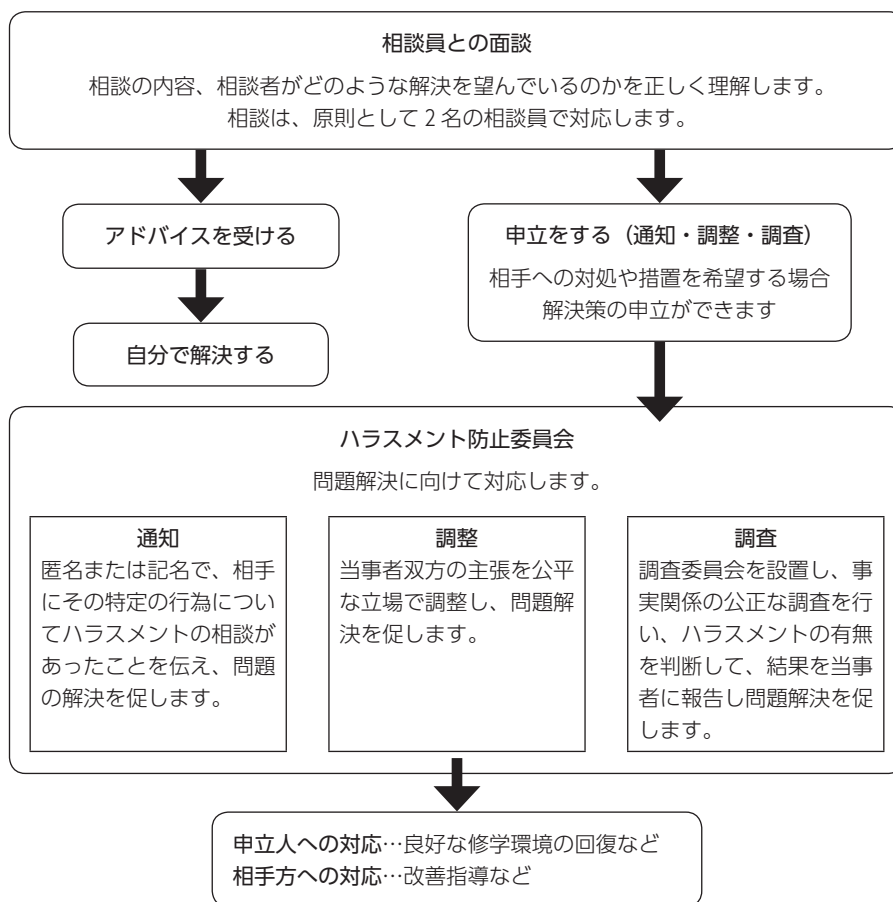 相談員との面談
相談の内容、相談者がどのような解決を望んでいるのかを正しく理解します。
相談は、原則として２名の相談員で対応します。
アドバイスを受ける
自分で解決する
申立をする（通知・調整・調査）
相手への対処や措置を希望する場合
解決策の申立ができます
ハラスメント防止委員会
問題解決に向けて対応します。
通知
匿名または記名で、相手
にその特定の行為につい
てハラスメントの相談が
あったことを伝え、問題
の解決を促します。
調整
当事者双方の主張を公平
な立場で調整し、問題解
決を促します。
調査
調査委員会を設置し、事
実関係の公正な調査を行
い、ハラスメントの有無
を判断して、結果を当事
者に報告し問題解決を促
します。
申立人への対応…良好な修学環境の回復など
相手方への対応…改善指導など